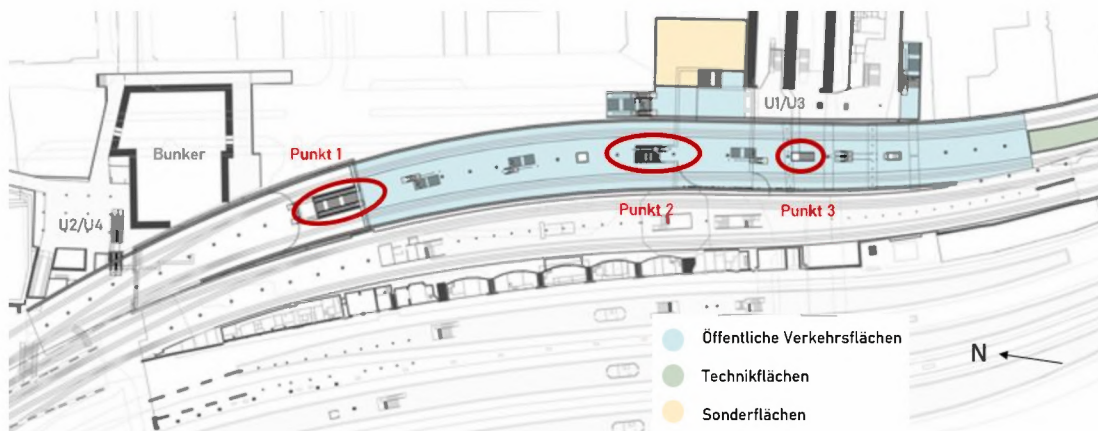 U1/U3
Bunker
Punkt 1
U2/U4
Punkt 2
Punkt 3
Öffentliche Verkehrsflächen
N
Technikflächen
Sonderflächen